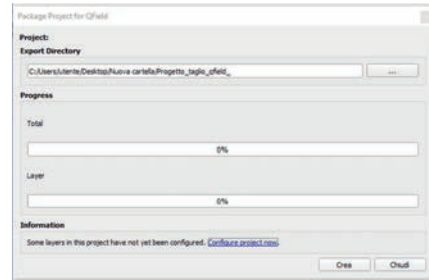 Package Project for QField
Project:
Export Directory
C:/Users/utente/Desktop/Nuova cartella/Progetto_taglio_qfield_
...
Progress
Total
0%
Layer
0%
Information
Some layers in this project have not yet been configured. Configure project now.
Crea Chiudi